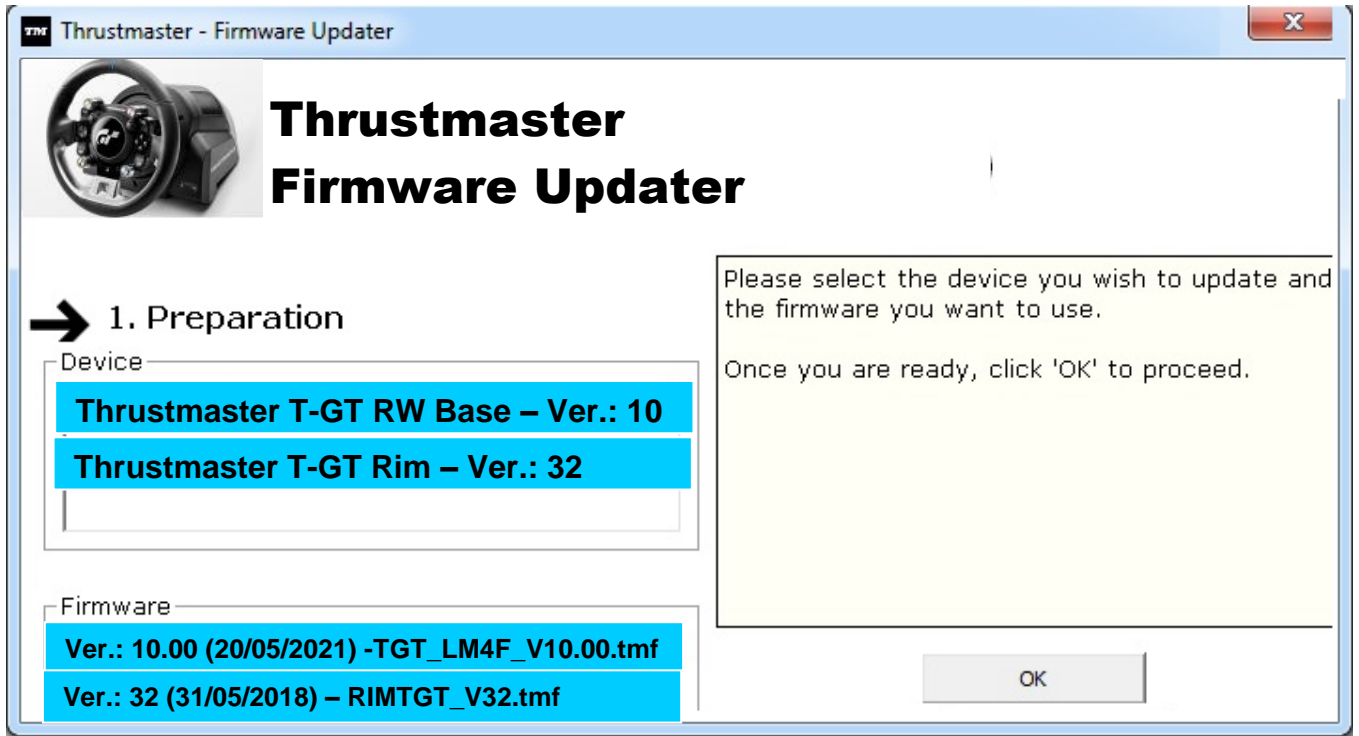 Thrustmaster - Firmware Updater
Thrustmaster
Firmware Updater
1. Preparation
Device
Thrustmaster T-GT RW Base – Ver.: 10
Thrustmaster T-GT Rim – Ver.: 32
Firmware
Ver.: 10.00 (20/05/2021) -TGT_LM4F_V10.00.tmf
Ver.: 32 (31/05/2018) – RIMTGT_V32.tmf
Please select the device you wish to update and
the firmware you want to use.
Once you are ready, click 'OK' to proceed.
OK